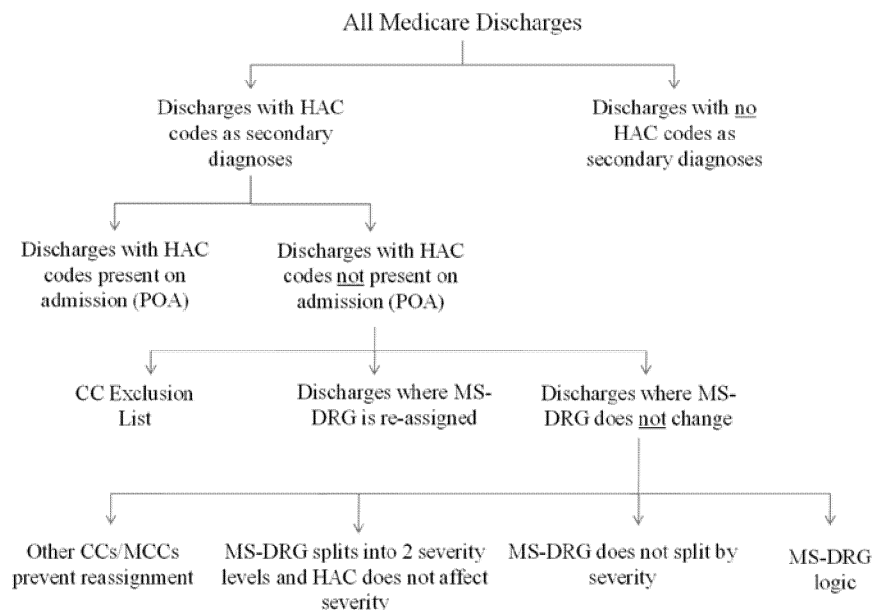 All Medicare Discharges
Discharges with HAC
codes as secondary
diagnoses
Discharges with no
HAC codes as
secondary diagnoses
Discharges with HAC
codes present on
admission (POA)
Discharges with HAC
codes not present on
admission (POA)
CC Exclusion
List
Discharges where MS-
DRG is re-assigned
Discharges where MS-
DRG does not change
Other CCs/MCCs
prevent reassignment
MS-DRG splits into 2 severity
levels and HAC does not affect
severity
MS-DRG does not split by
severity
MS-DRG
logic